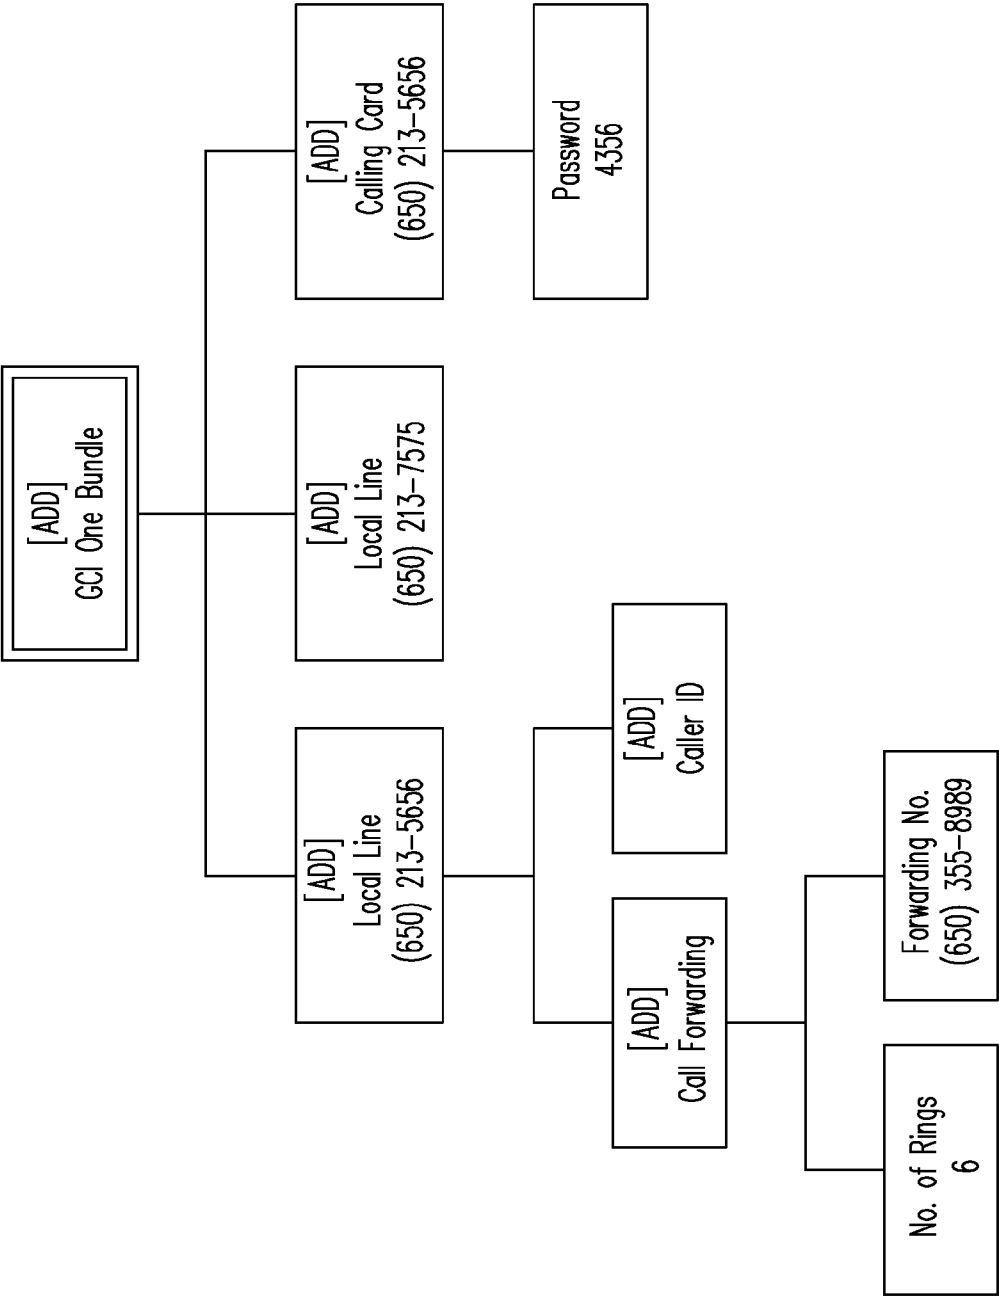 [ADD]
GCI One Bundle
[ADD]
Local Line
(650) 213-5656
[ADD]
Local Line
(650) 213-7575
[ADD]
Calling Card
(650) 213-5656
[ADD]
Call Forwarding
[ADD]
Caller ID
Password
4356
No. of Rings
6
Forwarding No.
(650) 355-8989